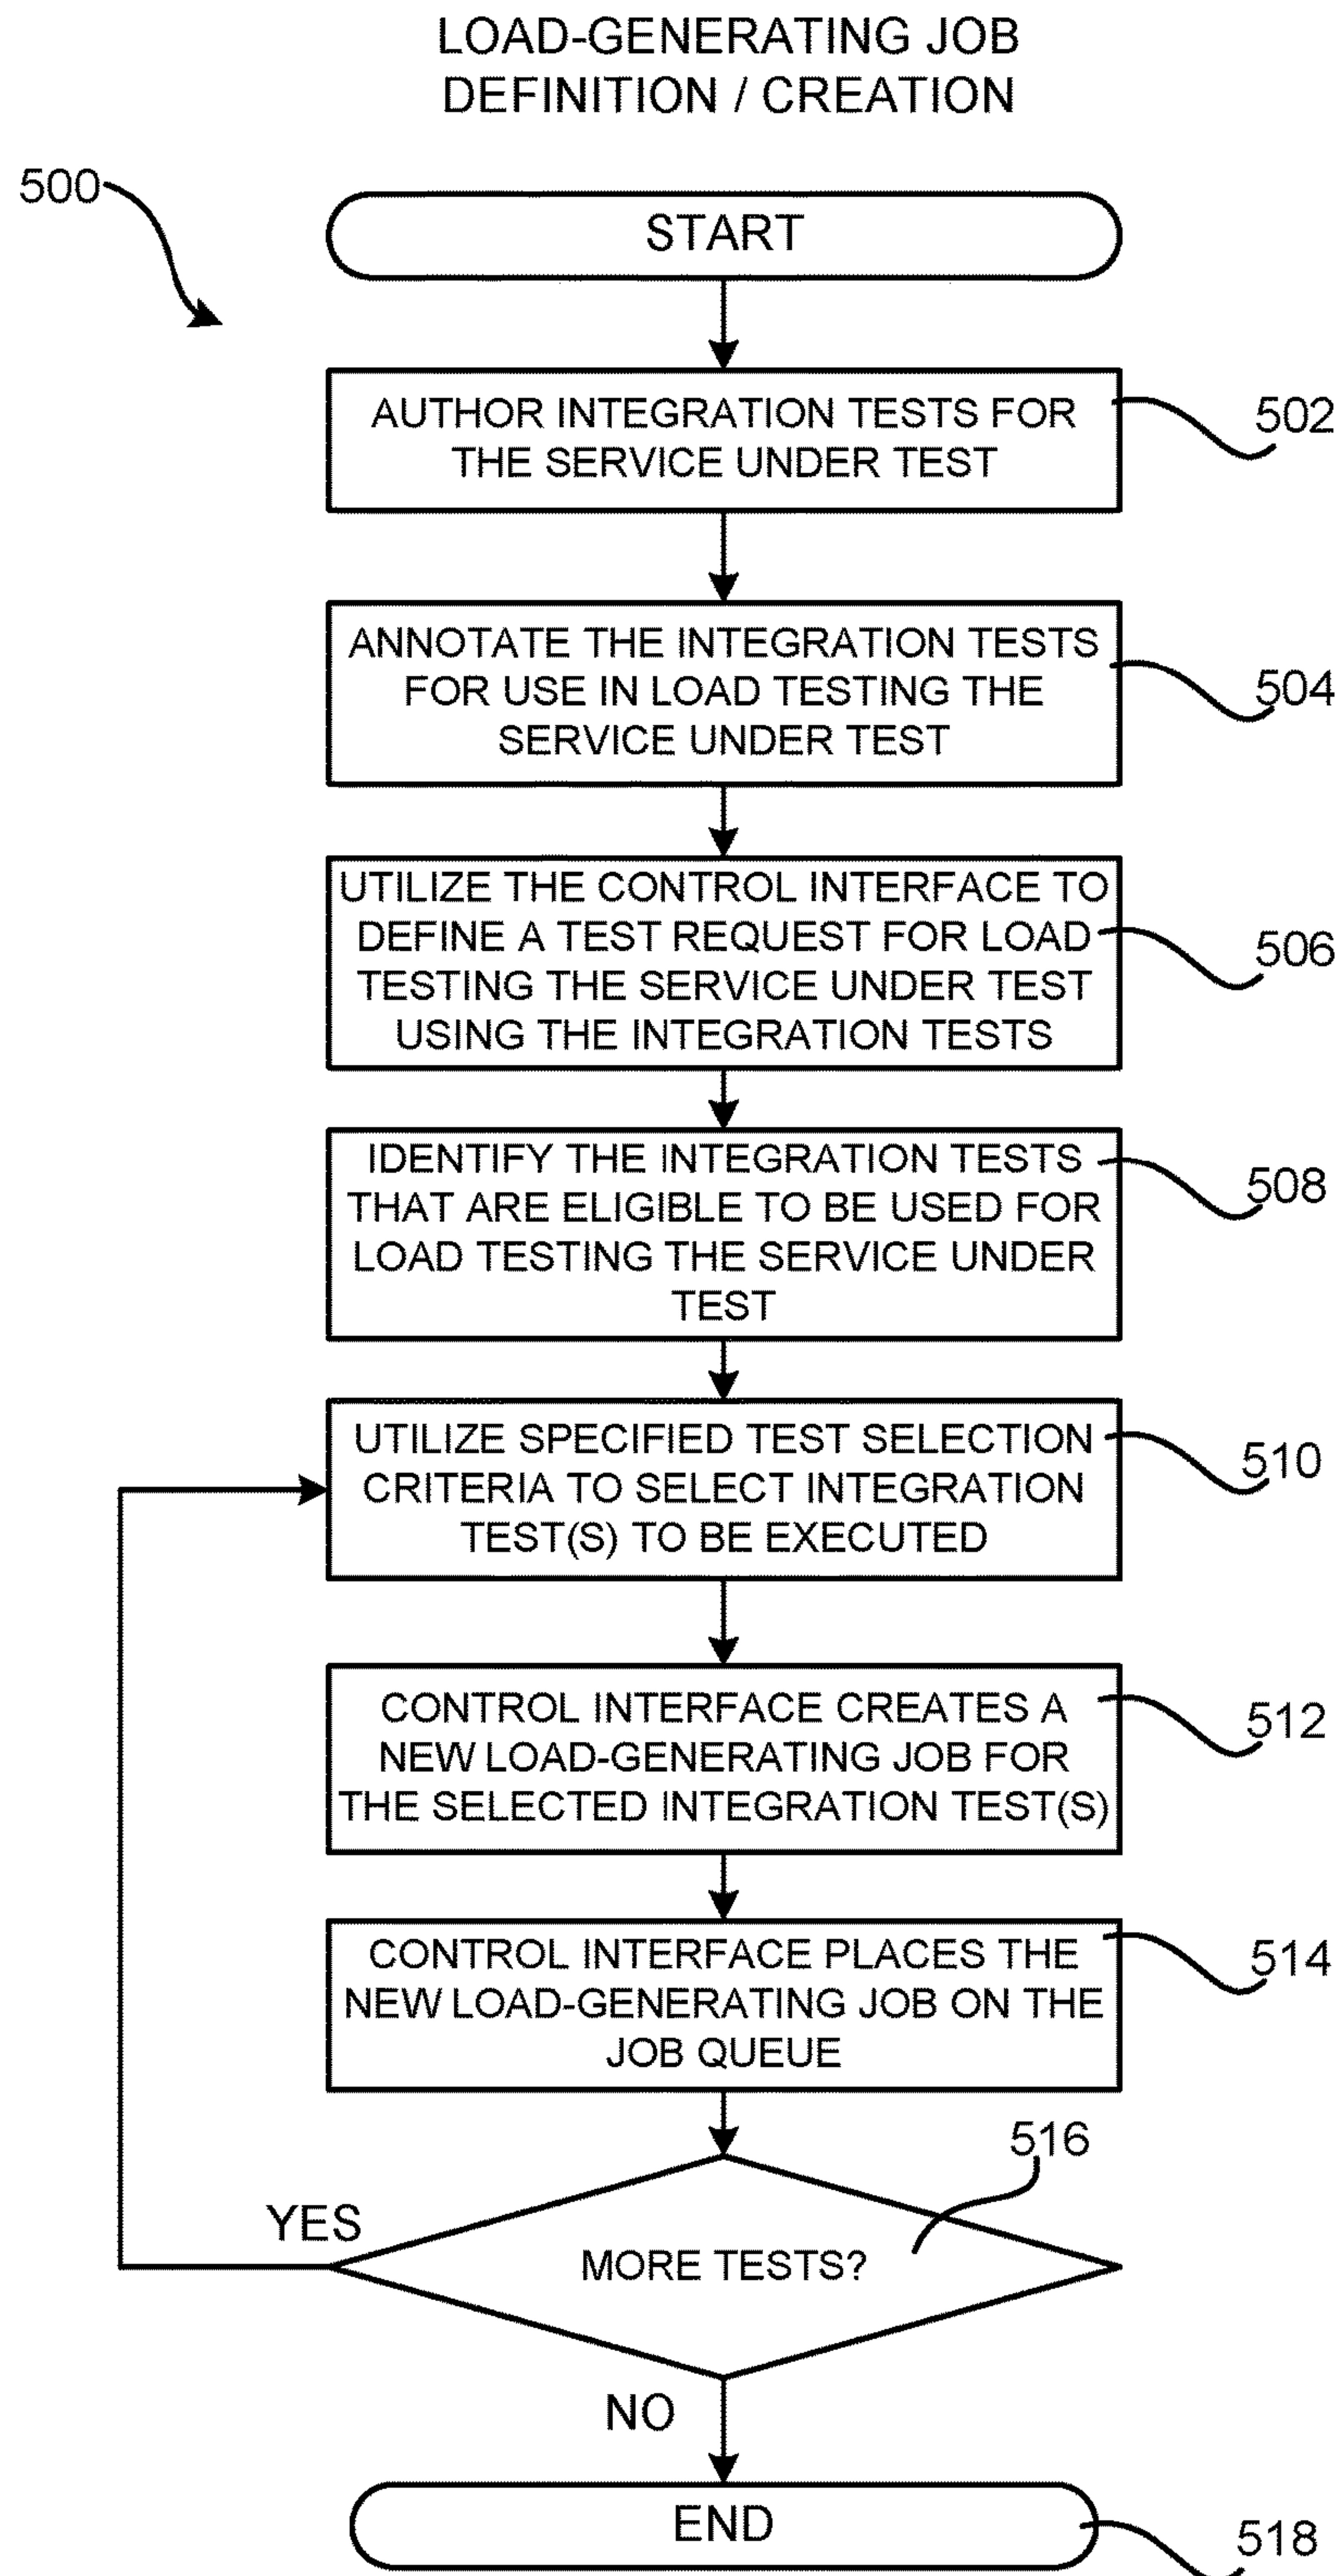 LOAD-GENERATING JOB
DEFINITION / CREATION
500
START
AUTHOR INTEGRATION TESTS FOR
THE SERVICE UNDER TEST
502
ANNOTATE THE INTEGRATION TESTS
FOR USE IN LOAD TESTING THE
SERVICE UNDER TEST
504
UTILIZE THE CONTROL INTERFACE TO
DEFINE A TEST REQUEST FOR LOAD
TESTING THE SERVICE UNDER TEST
USING THE INTEGRATION TESTS
506
IDENTIFY THE INTEGRATION TESTS
THAT ARE ELIGIBLE TO BE USED FOR
LOAD TESTING THE SERVICE UNDER
TEST
508
UTILIZE SPECIFIED TEST SELECTION
CRITERIA TO SELECT INTEGRATION
TEST(S) TO BE EXECUTED
510
CONTROL INTERFACE CREATES A
NEW LOAD-GENERATING JOB FOR
THE SELECTED INTEGRATION TEST(S)
512
CONTROL INTERFACE PLACES THE
NEW LOAD-GENERATING JOB ON THE
JOB QUEUE
514
516
YES
MORE TESTS?
NO
END
518